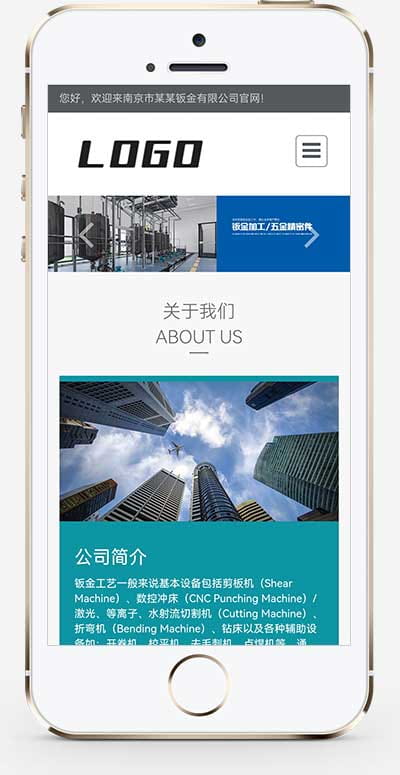 您好，欢迎来南京市某某钣金有限公司官网！
LOGO
钣金加工/五金精密件
关于我们
ABOUT US
公司简介
钣金工艺一般来说基本设备包括剪板机（Shear
Machine）、数控冲床（CNC Punching Machine）/
激光、等离子、水射流切割机（Cutting Machine）、
折弯机（Bending Machine）、钻床以及各种辅助设
备如：开卷机、校平机、去毛刺机、点焊机等。通